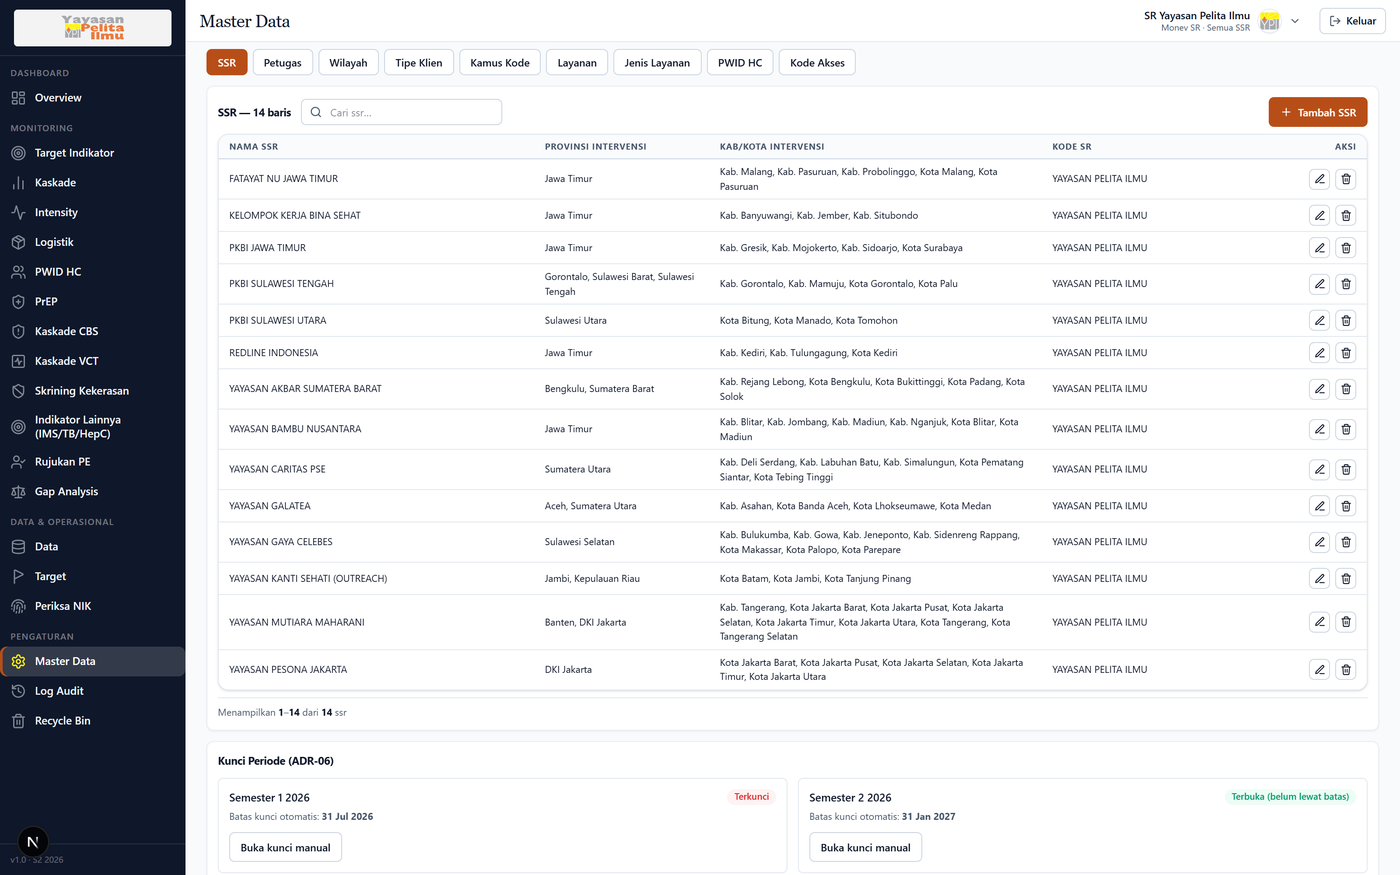 Yayasan
Pelita
Ilmu
YPI
DASHBOARD
Overview
MONITORING
Target Indikator
Kaskade
Intensity
Logistik
PWID HC
PrEP
Kaskade CBS
Kaskade VCT
Skrining Kekerasan
Indikator Lainnya
(IMS/TB/HepC)
Rujukan PE
Gap Analysis
DATA & OPERASIONAL
Data
Target
Periksa NIK
PENGATURAN
Master Data
Log Audit
Recycle Bin
N
v1.0 · S2 2026
Master Data
SR Yayasan Pelita Ilmu
Monev SR · Semua SSR
YPI
Keluar
SSR Petugas Wilayah Tipe Klien Kamus Kode Layanan Jenis Layanan PWID HC Kode Akses
SSR — 14 baris Cari ssr... Tambah SSR
NAMA SSR PROVINSI INTERVENSI KAB/KOTA INTERVENSI KODE SR AKSI
FATAYAT NU JAWA TIMUR Jawa Timur Kab. Malang, Kab. Pasuruan, Kab. Probolinggo, Kota Malang, Kota
Pasuruan YAYASAN PELITA ILMU
KELOMPOK KERJA BINA SEHAT Jawa Timur Kab. Banyuwangi, Kab. Jember, Kab. Situbondo YAYASAN PELITA ILMU
PKBI JAWA TIMUR Jawa Timur Kab. Gresik, Kab. Mojokerto, Kab. Sidoarjo, Kota Surabaya YAYASAN PELITA ILMU
PKBI SULAWESI TENGAH Gorontalo, Sulawesi Barat, Sulawesi
Tengah Kab. Gorontalo, Kab. Mamuju, Kota Gorontalo, Kota Palu YAYASAN PELITA ILMU
PKBI SULAWESI UTARA Sulawesi Utara Kota Bitung, Kota Manado, Kota Tomohon YAYASAN PELITA ILMU
REDLINE INDONESIA Jawa Timur Kab. Kediri, Kab. Tulungagung, Kota Kediri YAYASAN PELITA ILMU
YAYASAN AKBAR SUMATERA BARAT Bengkulu, Sumatera Barat Kab. Rejang Lebong, Kota Bengkulu, Kota Bukittinggi, Kota Padang, Kota
Solok YAYASAN PELITA ILMU
YAYASAN BAMBU NUSANTARA Jawa Timur Kab. Blitar, Kab. Jombang, Kab. Madiun, Kab. Nganjuk, Kota Blitar, Kota
Madiun YAYASAN PELITA ILMU
YAYASAN CARITAS PSE Sumatera Utara Kab. Deli Serdang, Kab. Labuhan Batu, Kab. Simalungun, Kota Pematang
Siantar, Kota Tebing Tinggi YAYASAN PELITA ILMU
YAYASAN GALATEA Aceh, Sumatera Utara Kab. Asahan, Kota Banda Aceh, Kota Lhokseumawe, Kota Medan YAYASAN PELITA ILMU
YAYASAN GAYA CELEBES Sulawesi Selatan Kab. Bulukumba, Kab. Gowa, Kab. Jeneponto, Kab. Sidenreng Rappang,
Kota Makassar, Kota Palopo, Kota Parepare YAYASAN PELITA ILMU
YAYASAN KANTI SEHATI (OUTREACH) Jambi, Kepulauan Riau Kota Batam, Kota Jambi, Kota Tanjung Pinang YAYASAN PELITA ILMU
YAYASAN MUTIARA MAHARANI Banten, DKI Jakarta Kab. Tangerang, Kota Jakarta Barat, Kota Jakarta Pusat, Kota Jakarta
Selatan, Kota Jakarta Timur, Kota Jakarta Utara, Kota Tangerang, Kota
Tangerang Selatan YAYASAN PELITA ILMU
YAYASAN PESONA JAKARTA DKI Jakarta Kota Jakarta Barat, Kota Jakarta Pusat, Kota Jakarta Selatan, Kota Jakarta
Timur, Kota Jakarta Utara YAYASAN PELITA ILMU
Menampilkan 1–14 dari 14 ssr
Kunci Periode (ADR-06)
Semester 1 2026 Terkunci
Batas kunci otomatis: 31 Jul 2026
Buka kunci manual
Semester 2 2026 Terbuka (belum lewat batas)
Batas kunci otomatis: 31 Jan 2027
Buka kunci manual